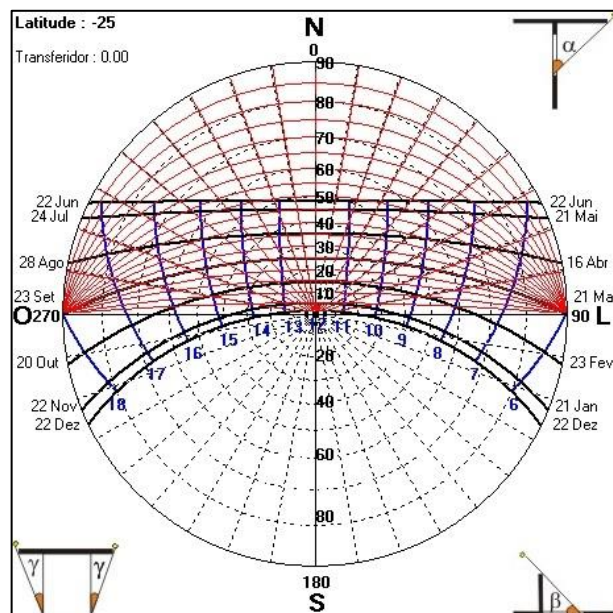 Latitude : -25
Transferidor : 0.00
N
0
90
80
70
60
50
40
30
20
10
α
22 Jun
24 Jul
28 Ago
23 Set
20 Out
22 Nov
22 Dez
22 Jun
21 Mai
16 Abr
21 Ma
23 Fev
21 Jan
22 Dez
O 270
90 L
18
17
16
15
14
13
11
10
9
8
7
6
20
40
60
80
180
S
γ
γ
β